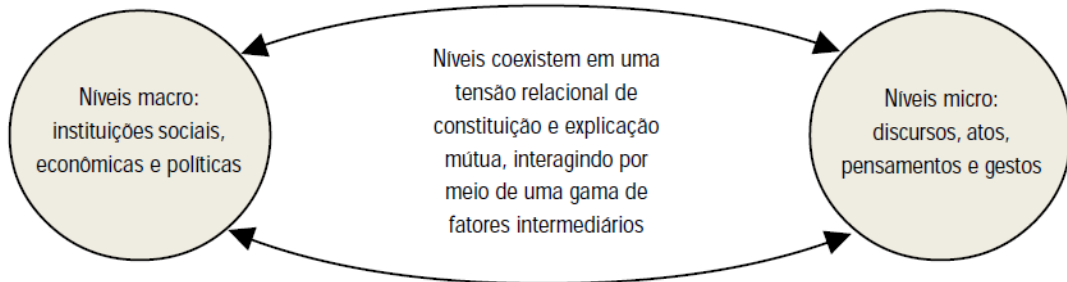 Níveis macro:
instituições sociais,
econômicas e políticas
Níveis coexistem em uma
tensão relacional de
constituição e explicação
mútua, interagindo por
meio de uma gama de
fatores intermediários
Níveis micro:
discursos, atos,
pensamentos e gestos